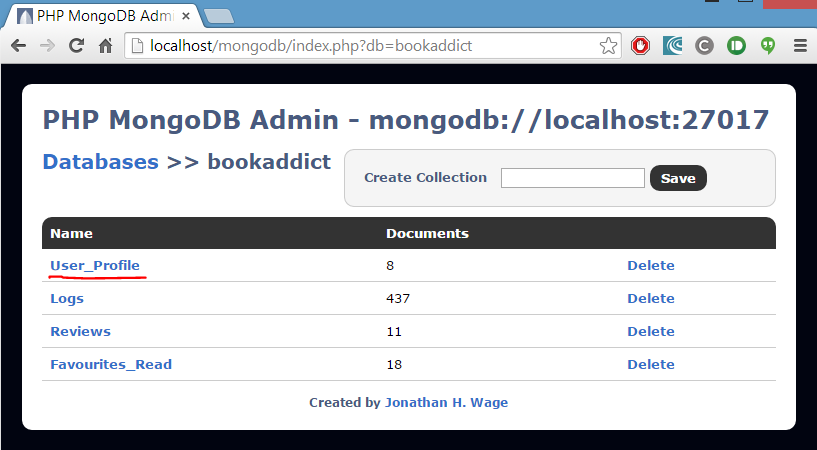 PHP MongoDB Admi
localhost/mongodb/index.php?db=bookaddict
PHP MongoDB Admin - mongodb://localhost:27017
Databases >> bookaddict
Create Collection Save
Name Documents
User_Profile 8 Delete
Logs 437 Delete
Reviews 11 Delete
Favourites_Read 18 Delete
Created by Jonathan H. Wage